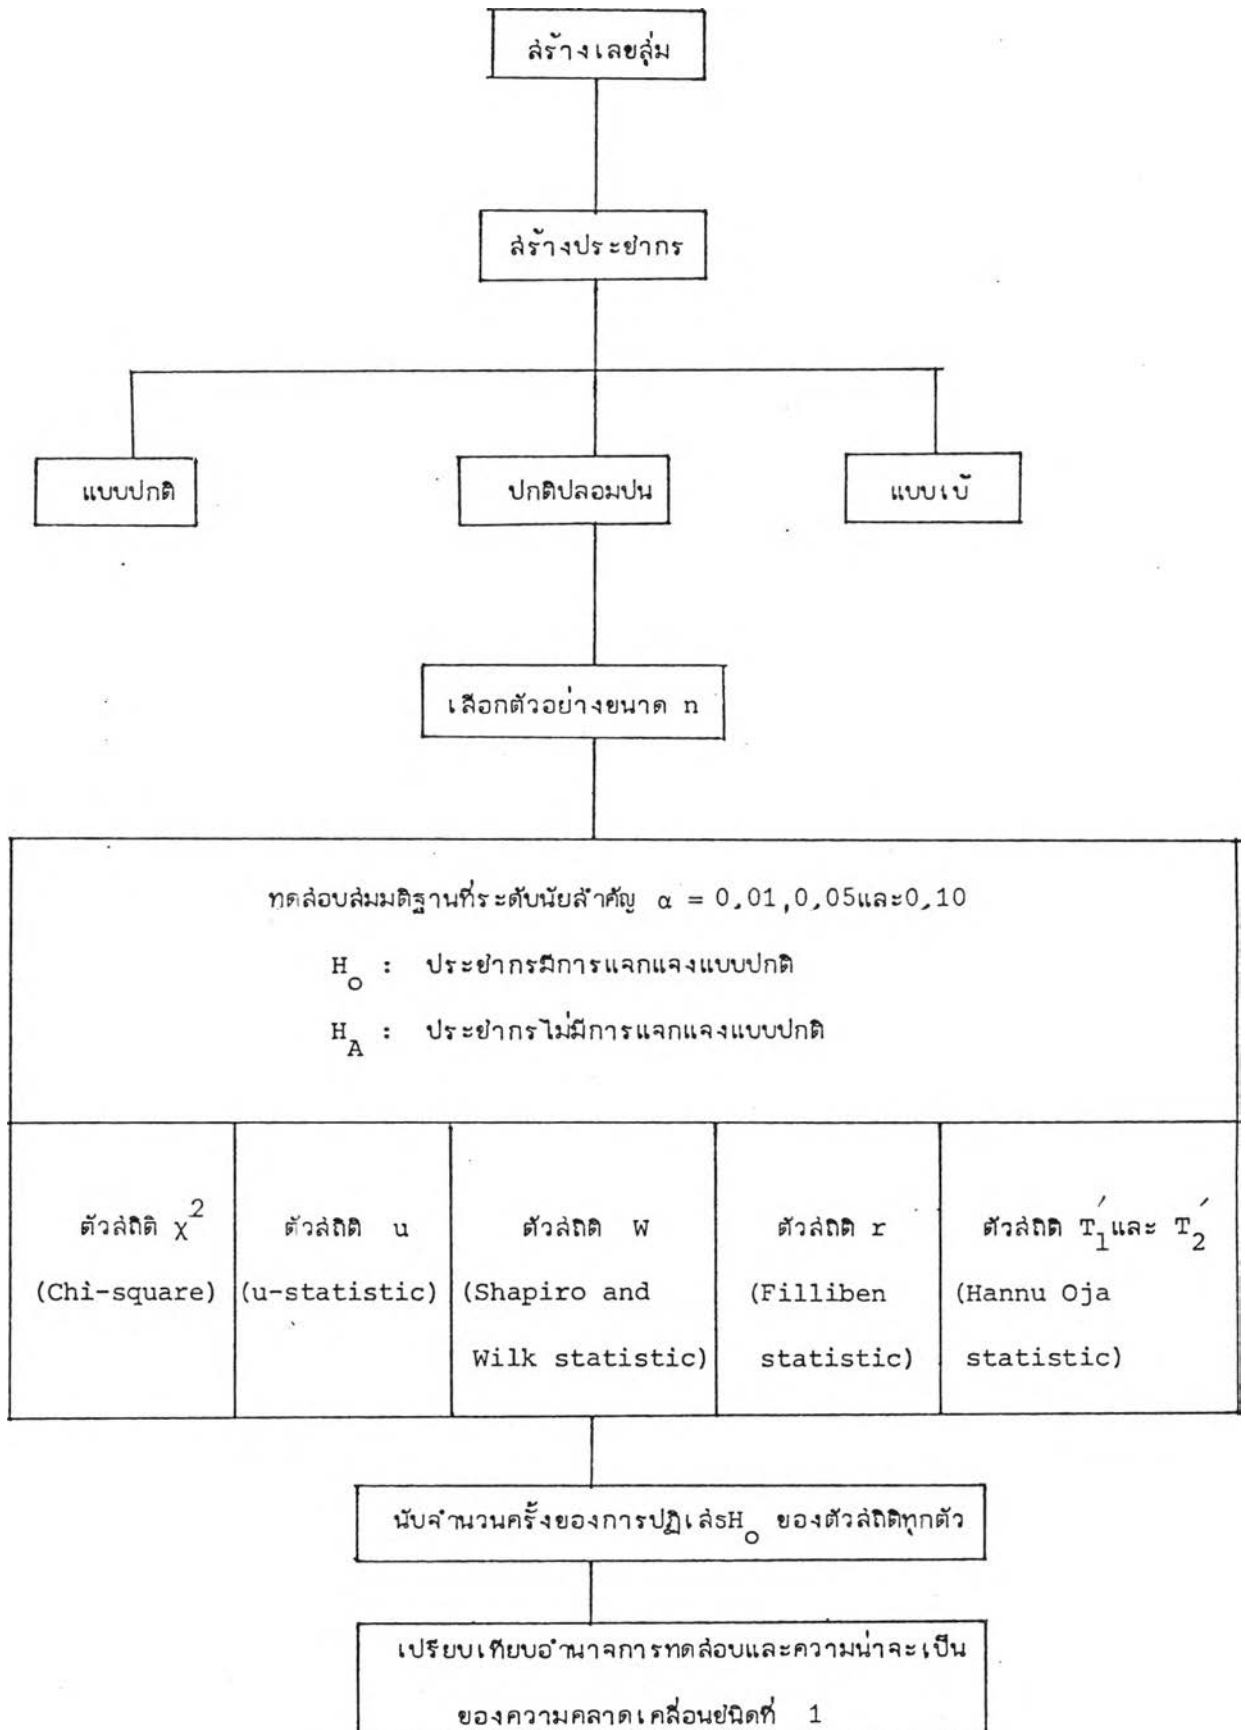 สร้างเลขสุ่ม
สร้างประชากร
แบบปกติ
ปกติปลอมปน
แบบเบ้
เลือกตัวอย่างขนาด n
ทดสอบสมมติฐานที่ระดับนัยสำคัญ α = 0.01,0.05และ0.10
H₀ : ประชากรมีการแจกแจงแบบปกติ
H_A : ประชากรไม่มีการแจกแจงแบบปกติ
ตัวสถิติ χ²
(Chi-square)
ตัวสถิติ u
(u-statistic)
ตัวสถิติ W
(Shapiro and
Wilk statistic)
ตัวสถิติ r
(Filliben
statistic)
ตัวสถิติ T₁′และ T₂′
(Hannu Oja
statistic)
นับจำนวนครั้งของการปฏิเสธH₀ ของตัวสถิติทุกตัว
เปรียบเทียบอำนาจการทดสอบและความน่าจะเป็น
ของความคลาดเคลื่อนชนิดที่ 1